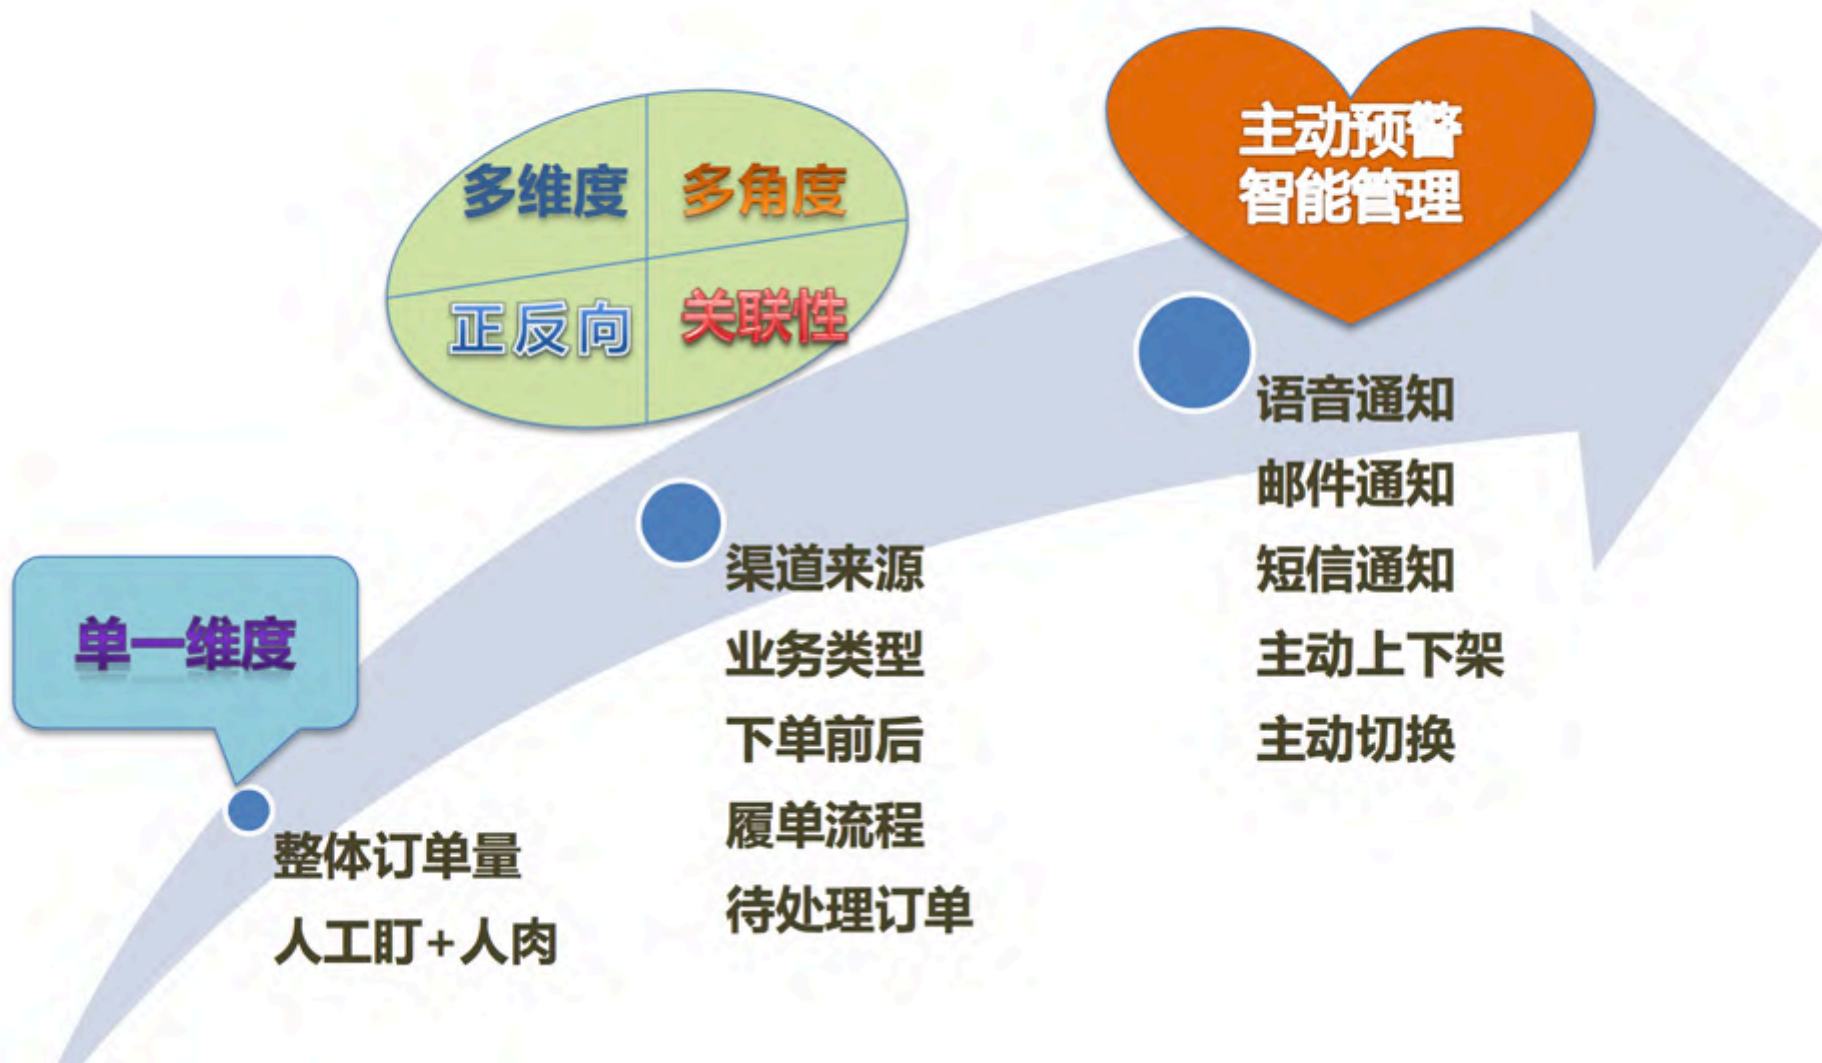 单一维度
整体订单量
人工盯+人肉
多维度
多角度
正反向
关联性
渠道来源
业务类型
下单前后
履单流程
待处理订单
主动预警
智能管理
语音通知
邮件通知
短信通知
主动上下架
主动切换